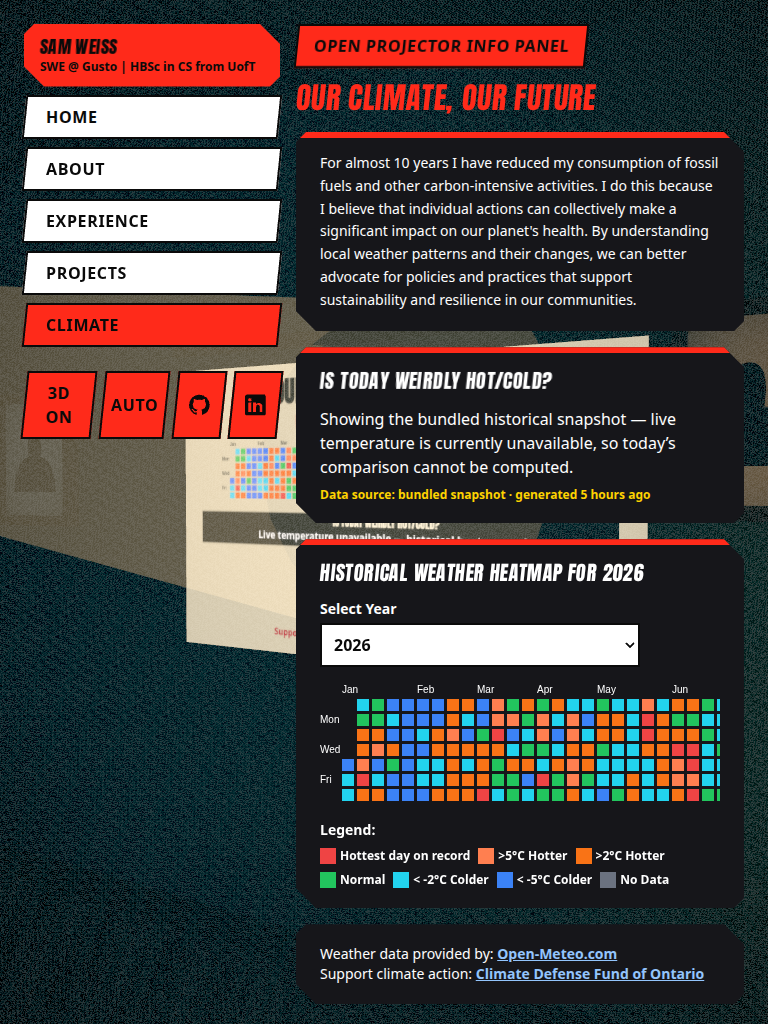 SAM WEISS
SWE @ Gusto | HBSc in CS from UofT
HOME
ABOUT
EXPERIENCE
PROJECTS
CLIMATE
3D
ON
AUTO
OPEN PROJECTOR INFO PANEL
OUR CLIMATE, OUR FUTURE
For almost 10 years I have reduced my consumption of fossil
fuels and other carbon-intensive activities. I do this because
I believe that individual actions can collectively make a
significant impact on our planet's health. By understanding
local weather patterns and their changes, we can better
advocate for policies and practices that support
sustainability and resilience in our communities.
IS TODAY WEIRDLY HOT/COLD?
Showing the bundled historical snapshot — live
temperature is currently unavailable, so today’s
comparison cannot be computed.
Data source: bundled snapshot · generated 5 hours ago
Live temperature unavailable
HISTORICAL WEATHER HEATMAP FOR 2026
Select Year
2026
Jan Feb Mar Apr May Jun
Mon
Wed
Fri
Legend:
Hottest day on record >5°C Hotter >2°C Hotter
Normal < -2°C Colder < -5°C Colder No Data
Weather data provided by: Open-Meteo.com
Support climate action: Climate Defense Fund of Ontario